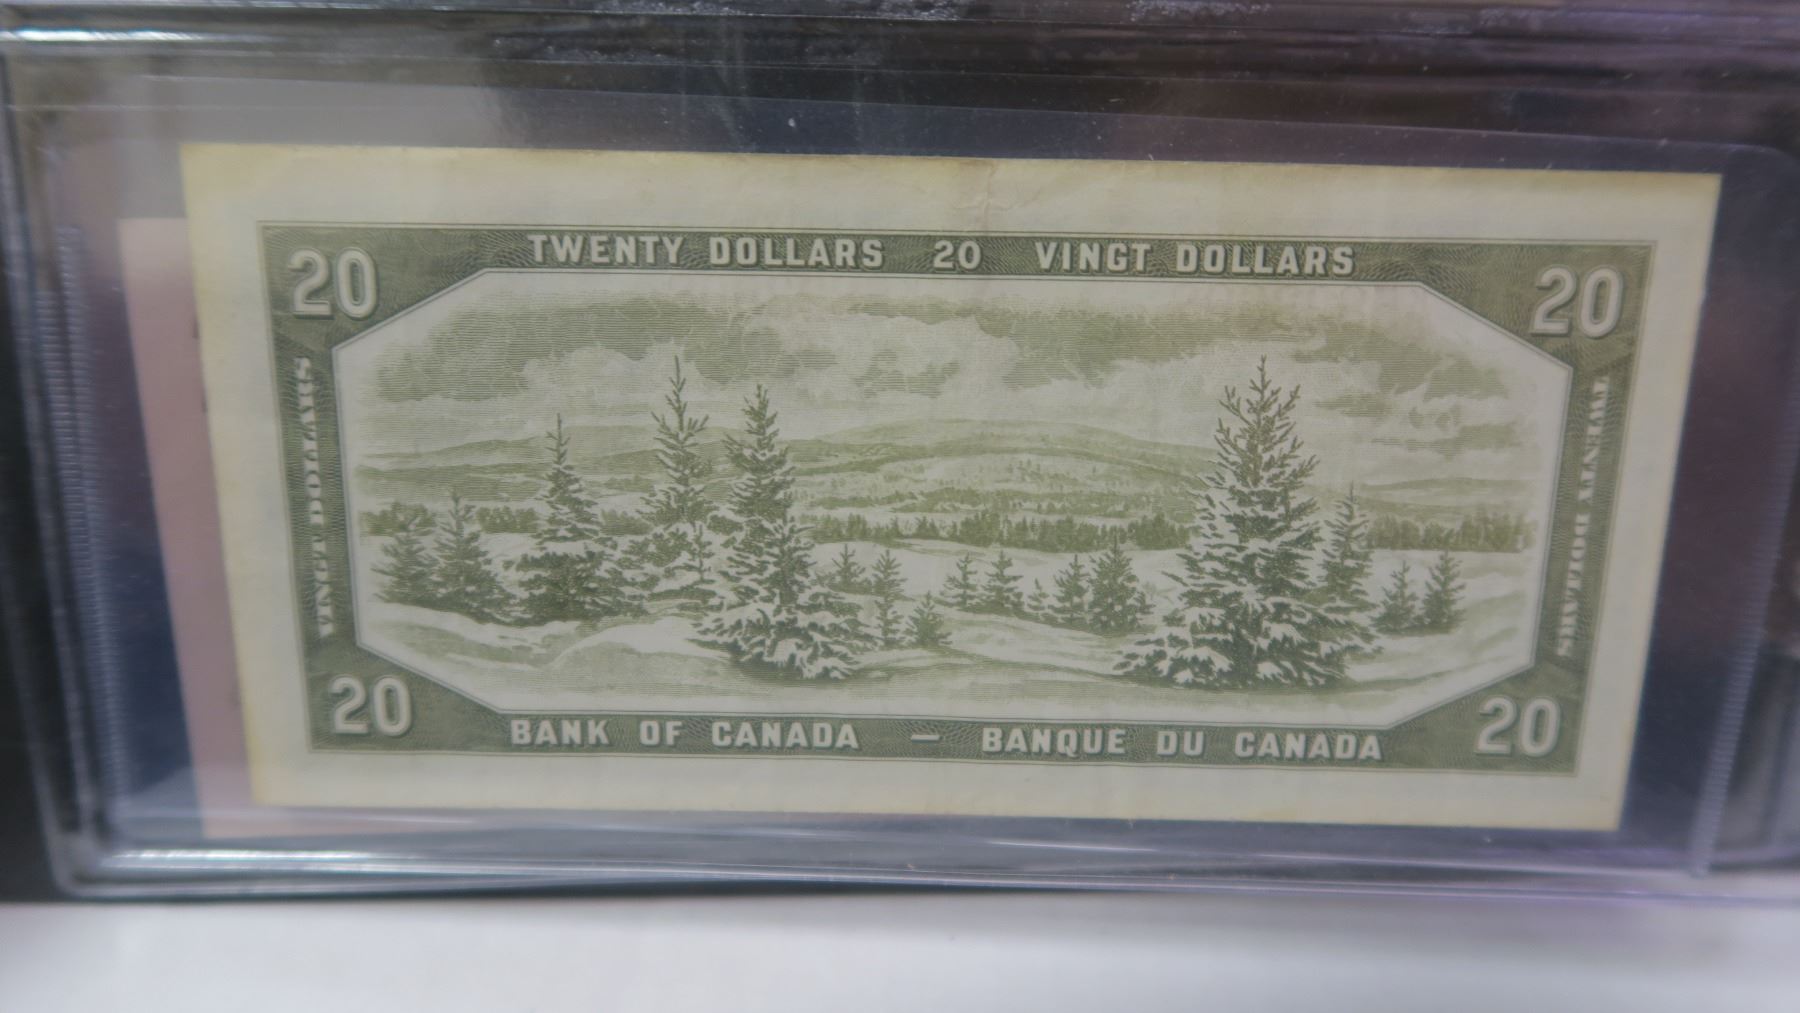 TWENTY DOLLARS 20 VINGT DOLLARS
20
20
VINGT DOLLARS
TWENTY DOLLARS
20
20
BANK OF CANADA — BANQUE DU CANADA